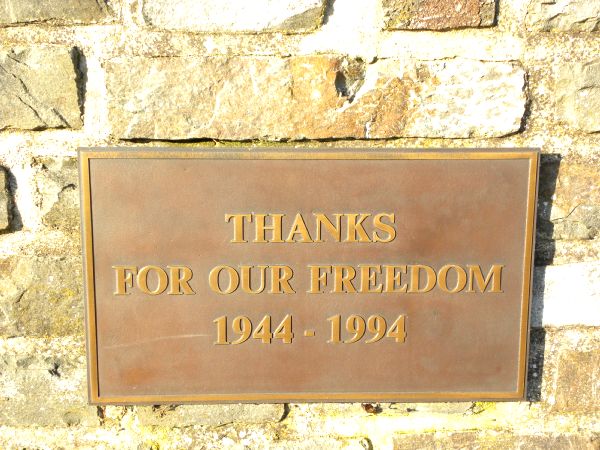 THANKS
FOR OUR FREEDOM
1944 - 1994